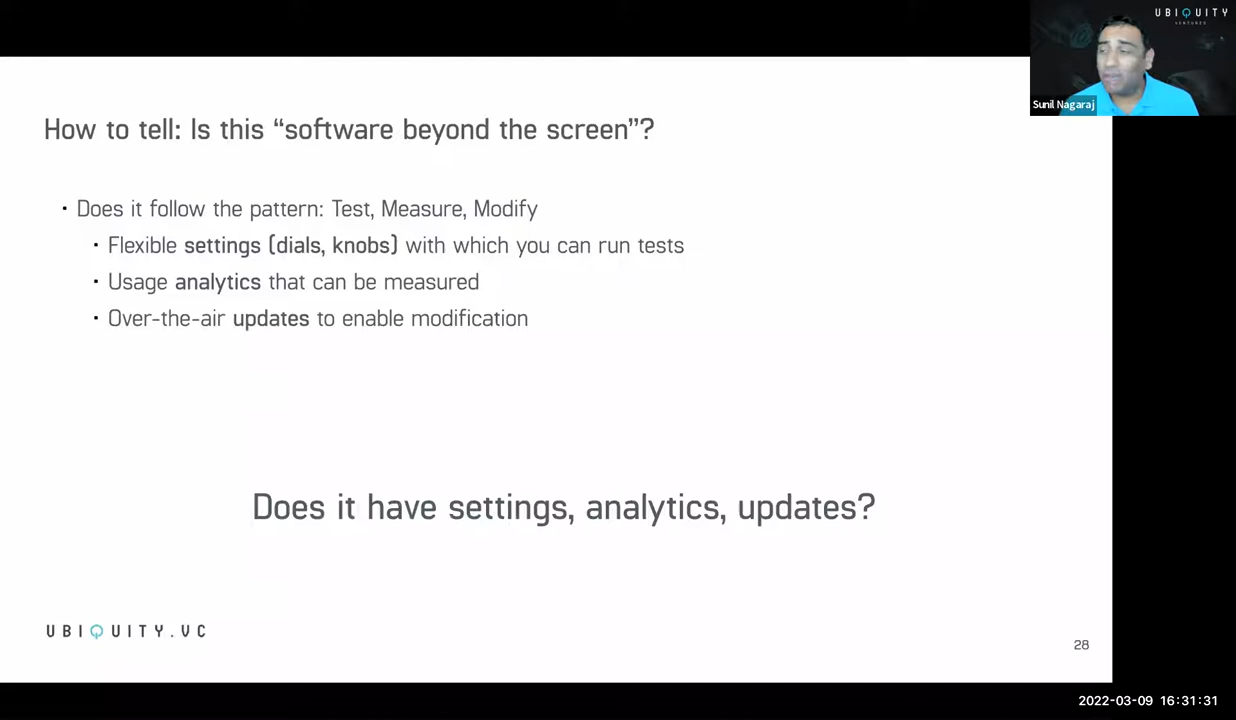 UBIQUITY
VENTURES
Sunil Nagaraj
How to tell: Is this “software beyond the screen”?
· Does it follow the pattern: Test, Measure, Modify
· Flexible settings (dials, knobs) with which you can run tests
· Usage analytics that can be measured
· Over-the-air updates to enable modification
Does it have settings, analytics, updates?
UBIQUITY.VC
28
2022-03-09 16:31:31